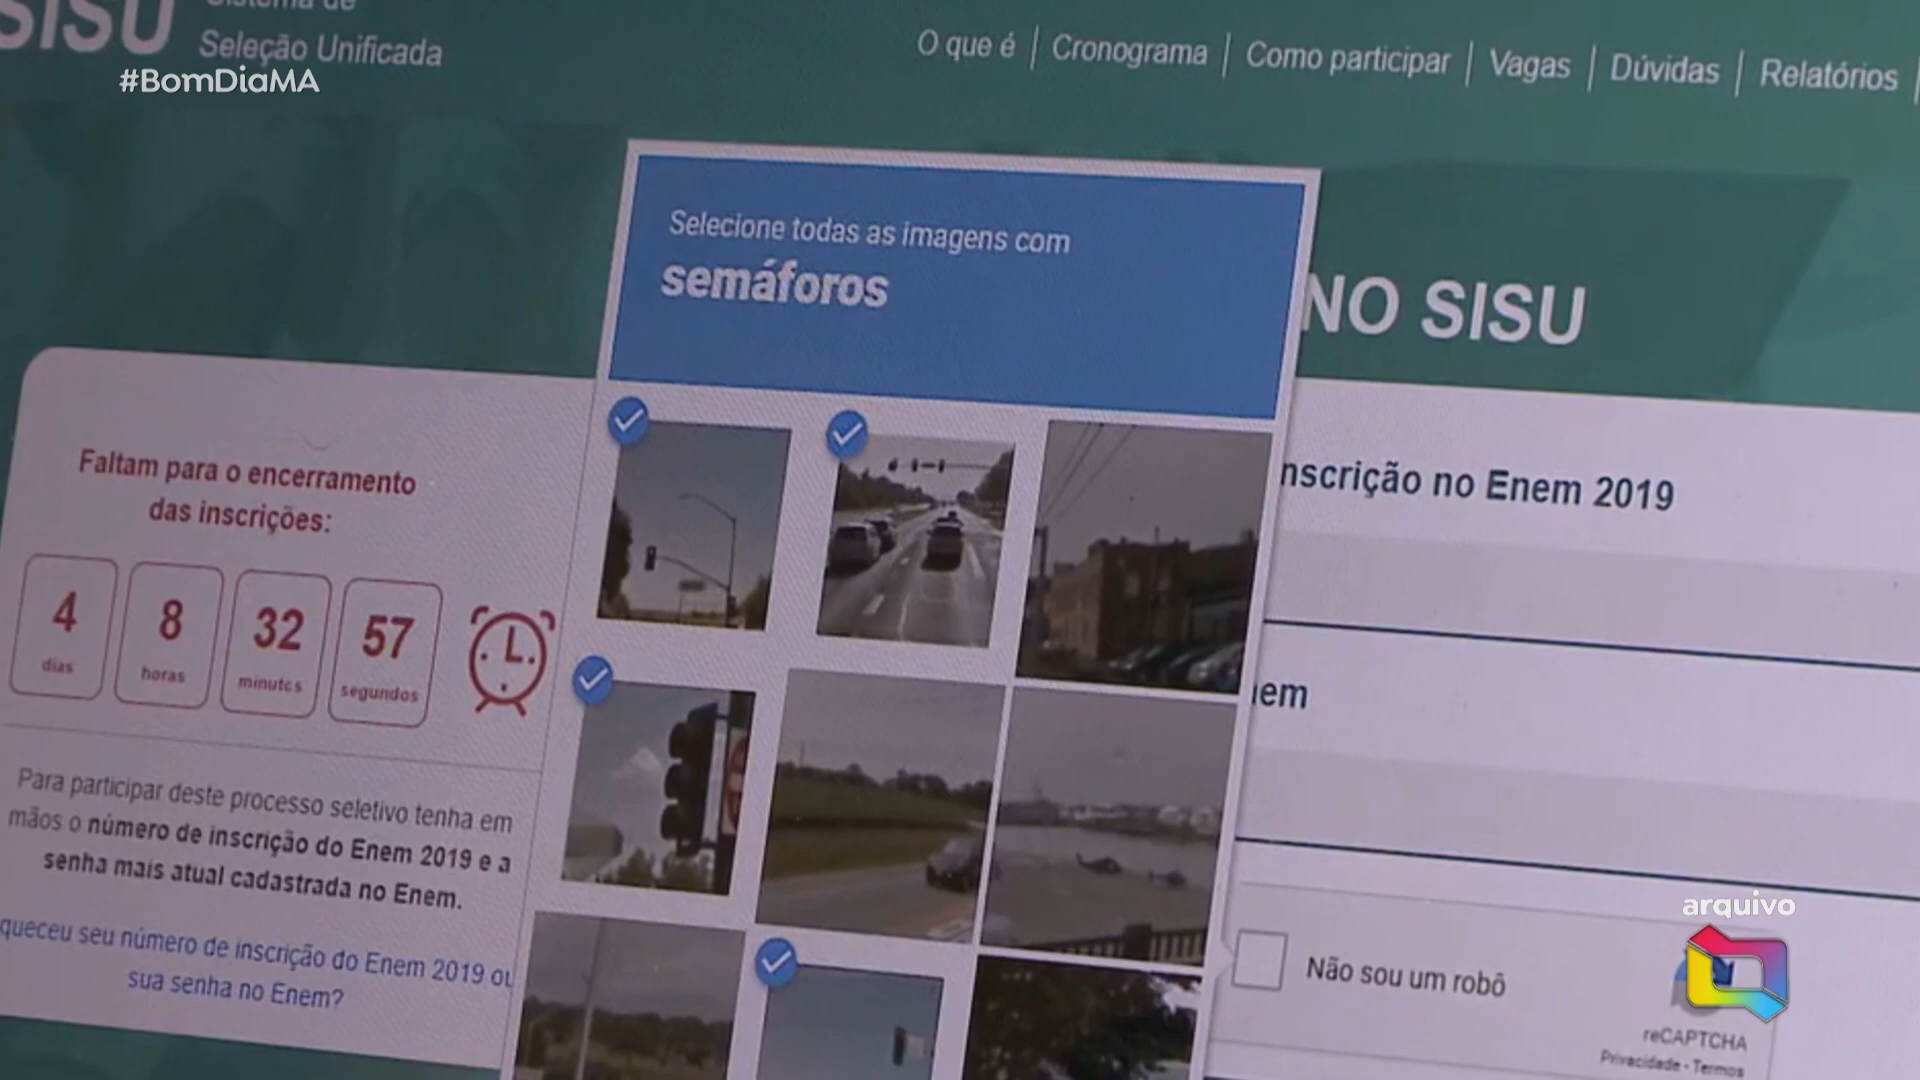 SISU
Sistema de
Seleção Unificada
#BomDiaMA
O que é
Cronograma
Como participar
Vagas
Dúvidas
Relatórios
Selecione todas as imagens com
semáforos
NO SISU
Faltam para o encerramento
das inscrições:
4
dias
8
horas
32
minutos
57
segundos
Para participar deste processo seletivo tenha em
mãos o número de inscrição do Enem 2019 e a
senha mais atual cadastrada no Enem.
queceu seu número de inscrição do Enem 2019 ou
sua senha no Enem?
nscrição no Enem 2019
em
Não sou um robô
arquivo
reCAPTCHA
Privacidade - Termos